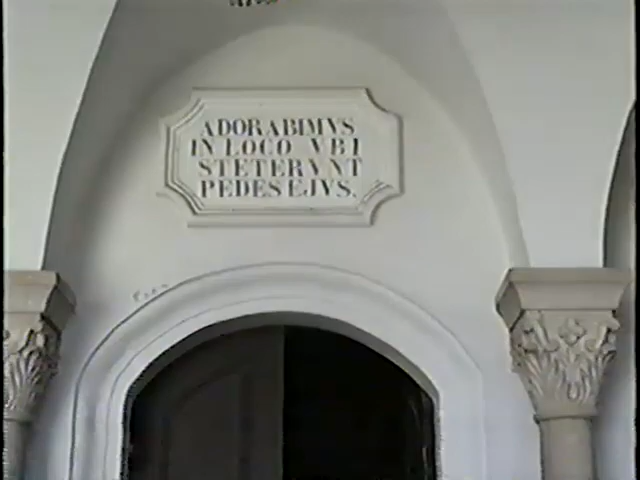 ADORABIMVS
IN LOCO VBI
STETERVNT
PEDES EJVS.